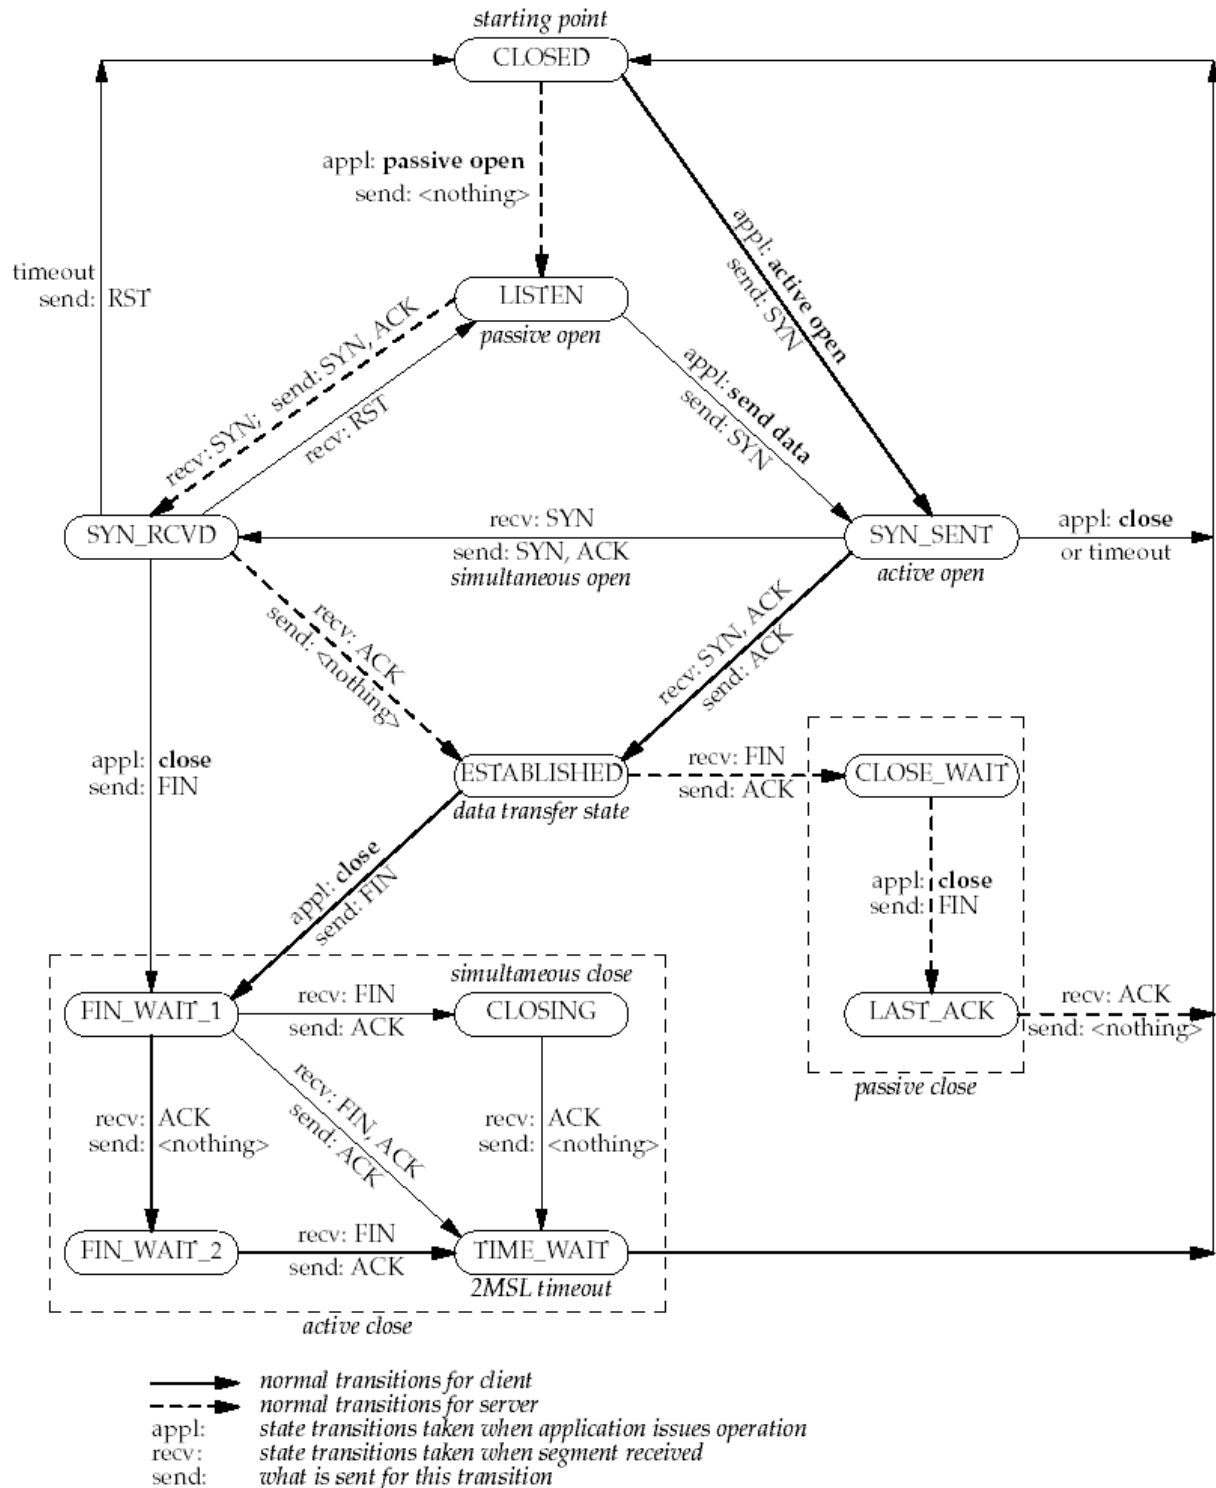 starting point
CLOSED
appl: passive open
send: <nothing>
appl: active open
send: SYN
timeout
send: RST
LISTEN
passive open
recv: SYN; send: SYN, ACK
recv: RST
appl: send data
send: SYN
SYN_RCVD
recv: SYN
send: SYN, ACK
simultaneous open
SYN_SENT
active open
appl: close
or timeout
recv: ACK
send: <nothing>
recv: SYN, ACK
send: ACK
appl: close
send: FIN
ESTABLISHED
data transfer state
recv: FIN
send: ACK
CLOSE_WAIT
appl: close
send: FIN
appl: close
send: FIN
simultaneous close
FIN_WAIT_1
recv: FIN
send: ACK
CLOSING
LAST_ACK
recv: ACK
send: <nothing>
passive close
recv: ACK
send: <nothing>
recv: FIN, ACK
send: ACK
recv: ACK
send: <nothing>
FIN_WAIT_2
recv: FIN
send: ACK
TIME_WAIT
2MSL timeout
active close
normal transitions for client
normal transitions for server
appl: state transitions taken when application issues operation
recv: state transitions taken when segment received
send: what is sent for this transition